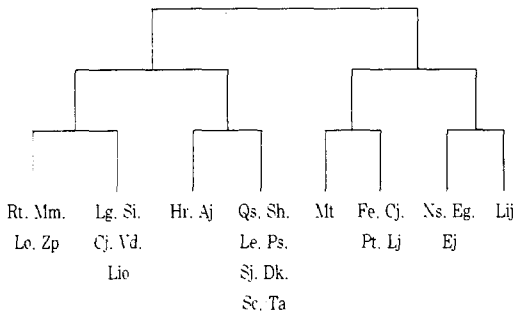 Rt. Mm. Lg. Si. Hr. Aj Qs. Sh. Mt Fe. Cj. Ns. Eg. Lij
Lo. Zp Cj. Vd. Le. Ps. Pt. Lj Ej
Lio Sj. Dk.
Sc. Ta